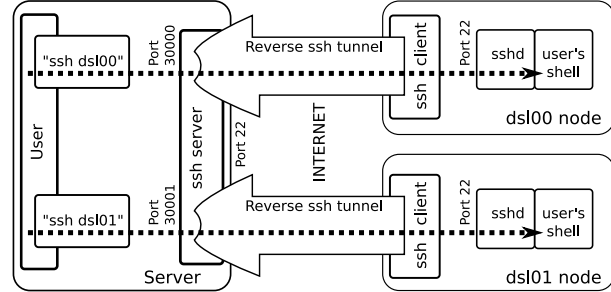 "ssh dsl00"
Port
30000
Reverse ssh tunnel
ssh client
Port 22
sshd
user's
shell
dsl00 node
User
ssh server
Port 22
INTERNET
"ssh dsl01"
Port
30001
Reverse ssh tunnel
ssh client
Port 22
sshd
user's
shell
Server
dsl01 node